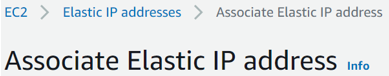 EC2 > Elastic IP addresses > Associate Elastic IP address
Associate Elastic IP address Info